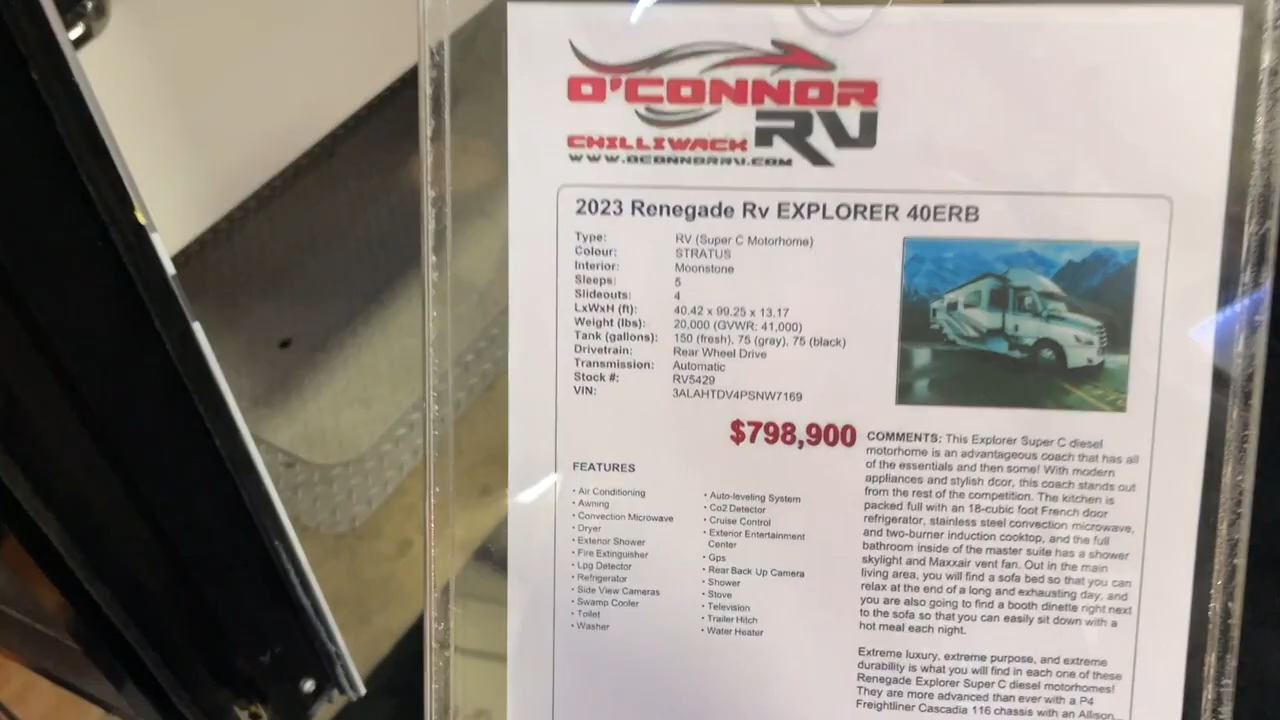 O'CONNOR
RV
CHILLIWACK
WWW.OCONNORRV.COM
2023 Renegade Rv EXPLORER 40ERB
Type: RV (Super C Motorhome)
Colour: STRATUS
Interior: Moonstone
Sleeps: 5
Slideouts: 4
LxWxH (ft): 40.42 x 99.25 x 13.17
Weight (lbs): 20,000 (GVWR: 41,000)
Tank (gallons): 150 (fresh), 75 (gray), 75 (black)
Drivetrain: Rear Wheel Drive
Transmission: Automatic
Stock #: RV5429
VIN: 3ALAHTDV4PSNW7169
$798,900
FEATURES
• Air Conditioning
• Awning
• Convection Microwave
• Dryer
• Exterior Shower
• Fire Extinguisher
• Lpg Detector
• Refrigerator
• Side View Cameras
• Swamp Cooler
• Toilet
• Washer
• Auto-leveling System
• Co2 Detector
• Cruise Control
• Exterior Entertainment
Center
• Gps
• Rear Back Up Camera
• Shower
• Stove
• Television
• Trailer Hitch
• Water Heater
COMMENTS: This Explorer Super C diesel
motorhome is an advantageous coach that has all
of the essentials and then some! With modern
appliances and stylish dcor, this coach stands out
from the rest of the competition. The kitchen is
packed full with an 18-cubic foot French door
refrigerator, stainless steel convection microwave,
and two-burner induction cooktop, and the full
bathroom inside of the master suite has a shower
skylight and Maxxair vent fan. Out in the main
living area, you will find a sofa bed so that you can
relax at the end of a long and exhausting day, and
you are also going to find a booth dinette right next
to the sofa so that you can easily sit down with a
hot meal each night.
Extreme luxury, extreme purpose, and extreme
durability is what you will find in each one of these
Renegade Explorer Super C diesel motorhomes!
They are more advanced than ever with a P4
Freightliner Cascadia 116 chassis with an Allison